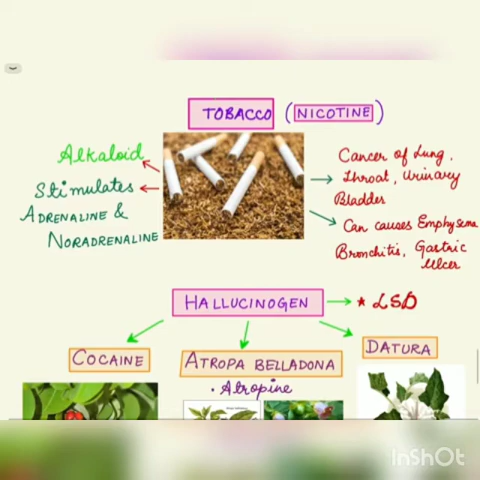 TOBACCO (NICOTINE)
Alkaloid
Stimulates
ADRENALINE &
NORADRENALINE
Cancer of Lung,
Throat, Urinary
Bladder
Can causes Emphysema
Bronchitis, Gastric
Ulcer
HALLUCINOGEN
* LSD
COCAINE
ATROPA BELLADONA
• Atropine
DATURA
InShOt